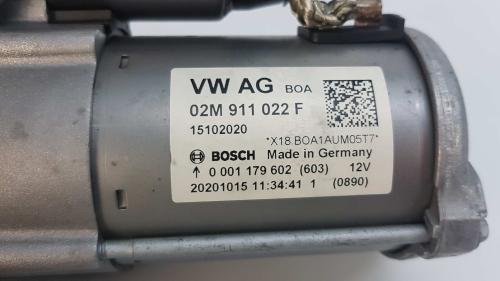 VW AG BOA
02M 911 022 F
15102020
*X18 BOA1AUM05T7*
BOSCH Made in Germany
↑ 0 001 179 602 (603) 12V
20201015 11:34:41 1 (0890)